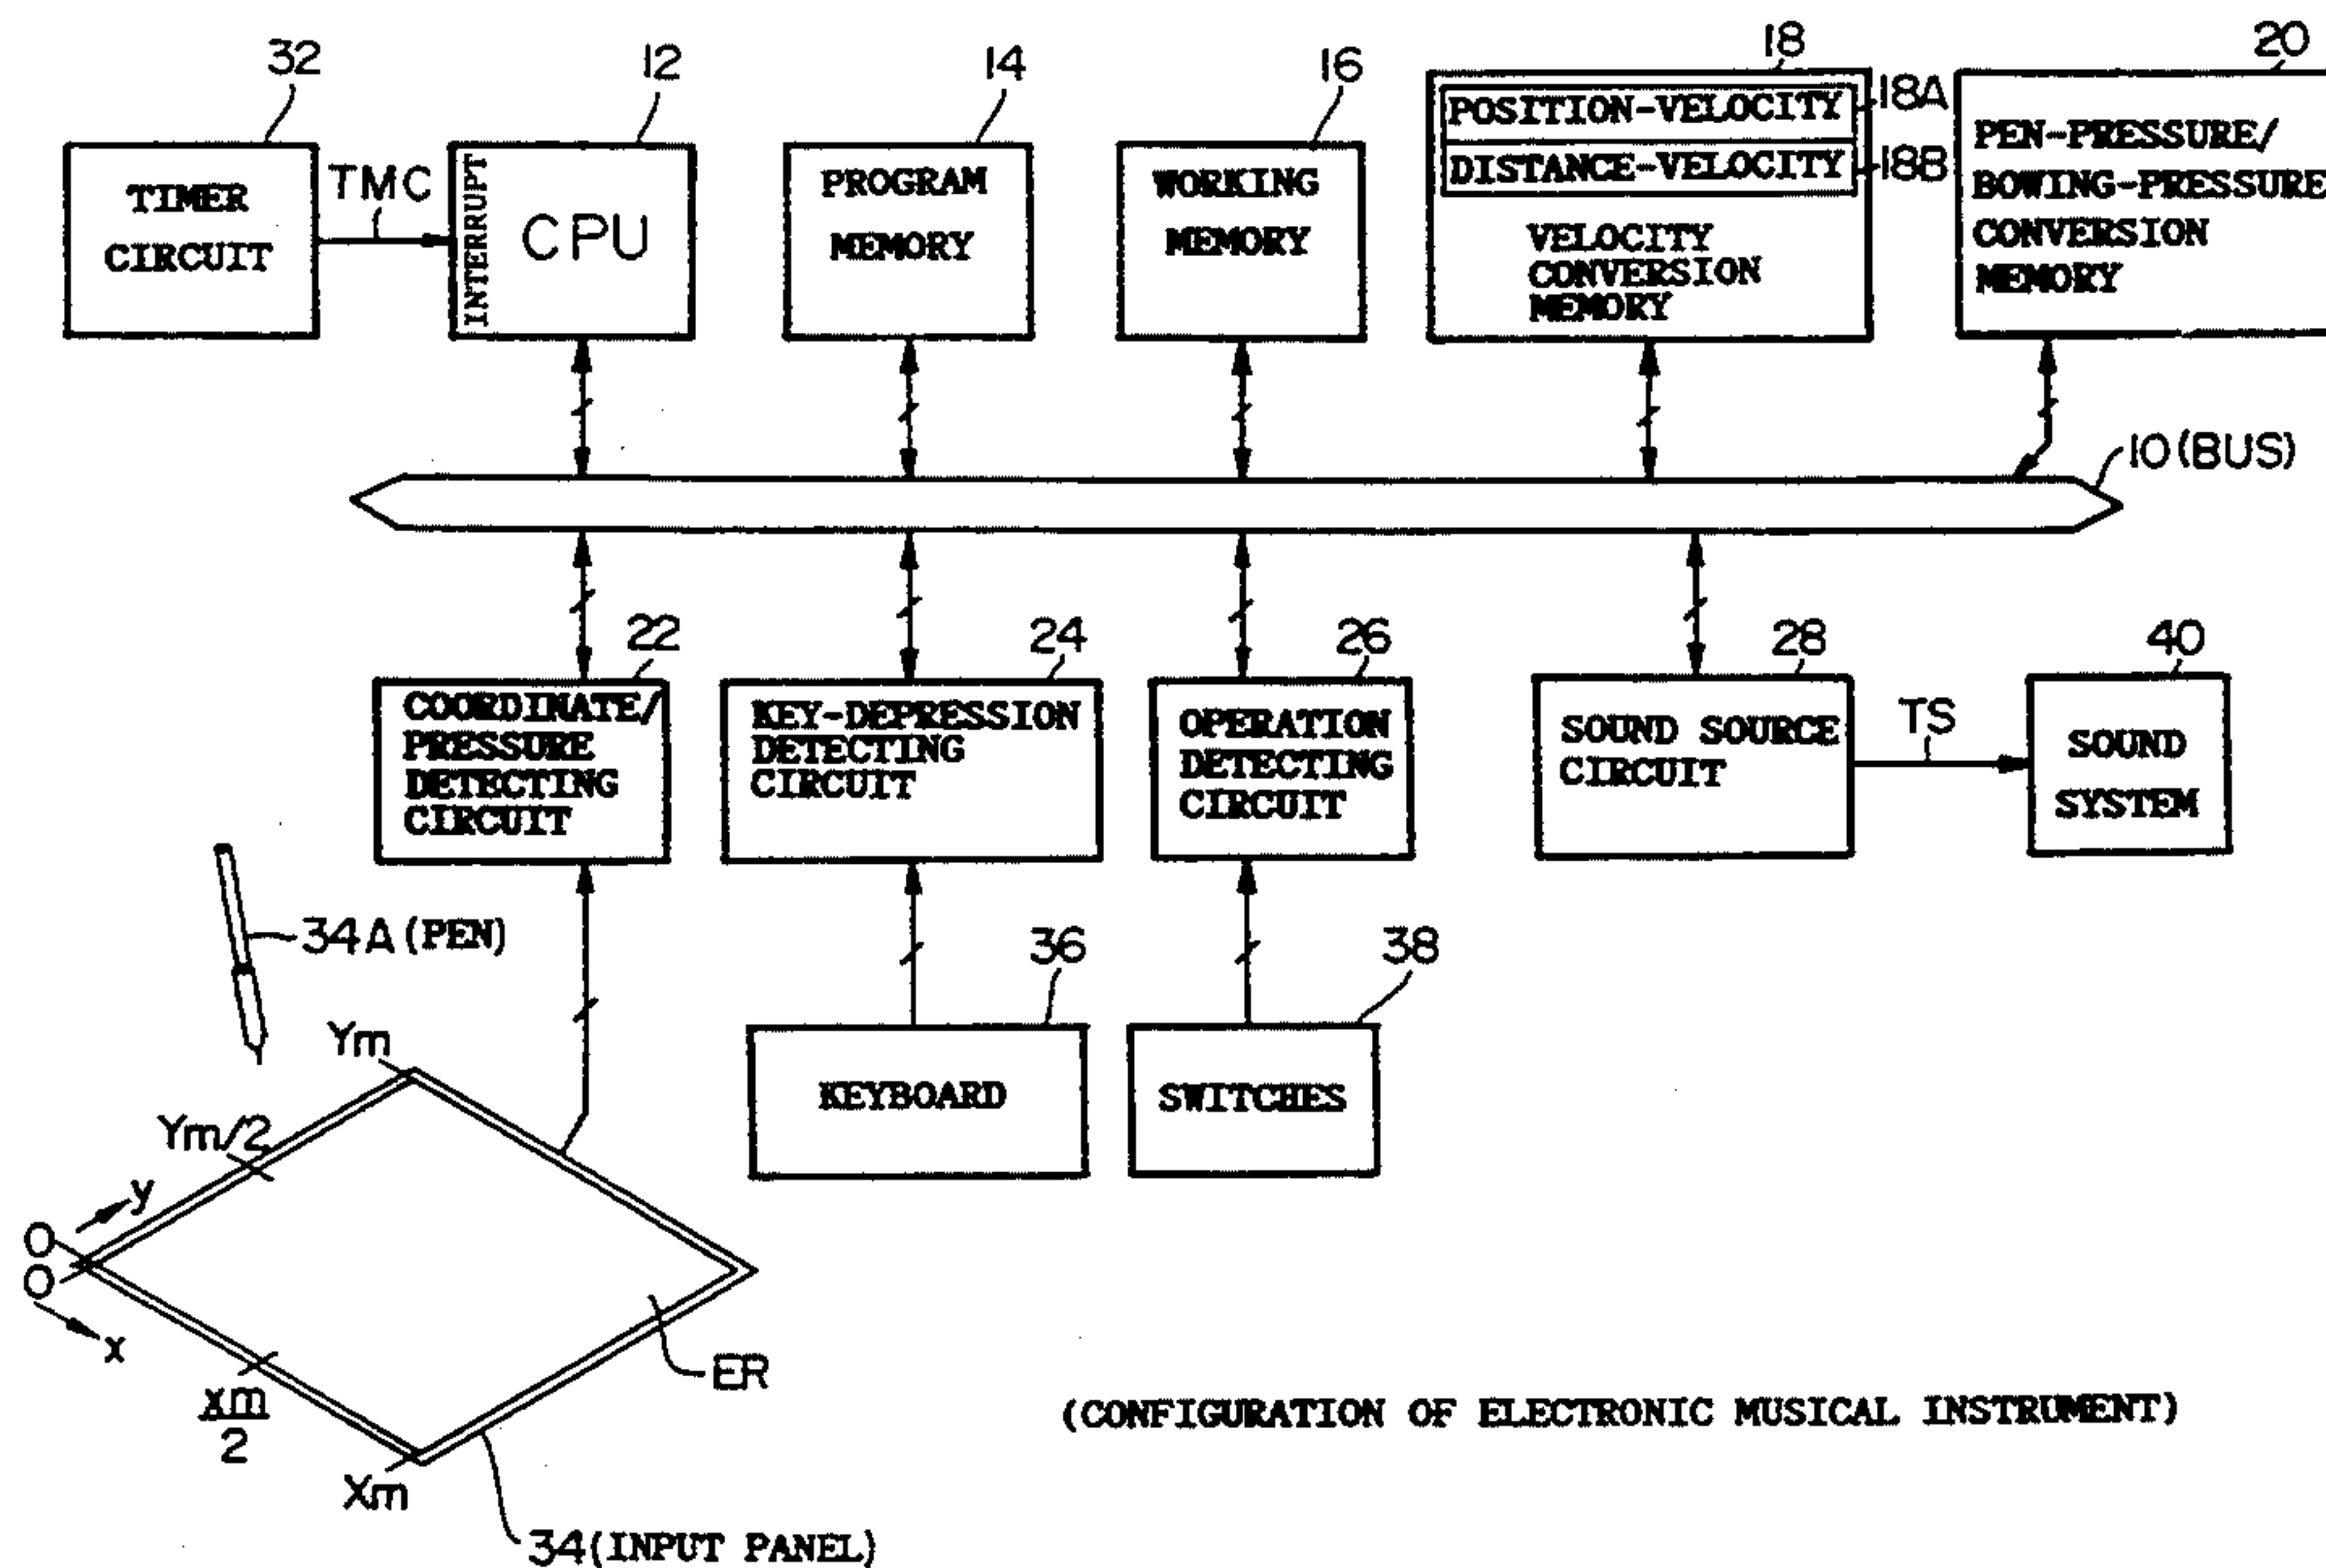 32
12
14
16
18
20
TIMER
CIRCUIT
TMC
INTERRUPT
CPU
PROGRAM
MEMORY
WORKING
MEMORY
POSITION-VELOCITY
18A
DISTANCE-VELOCITY
18B
VELOCITY
CONVERSION
MEMORY
PEN-PRESSURE/
BOWING-PRESSURE
CONVERSION
MEMORY
10 (BUS)
22
24
26
28
40
COORDINATE/
PRESSURE
DETECTING
CIRCUIT
KEY-DEPRESSION
DETECTING
CIRCUIT
OPERATION
DETECTING
CIRCUIT
SOUND SOURCE
CIRCUIT
TS
SOUND
SYSTEM
34A (PEN)
36
38
KEYBOARD
SWITCHES
Ym
Ym/2
y
O
O
x
xm
2
Xm
ER
34 (INPUT PANEL)
(CONFIGURATION OF ELECTRONIC MUSICAL INSTRUMENT)